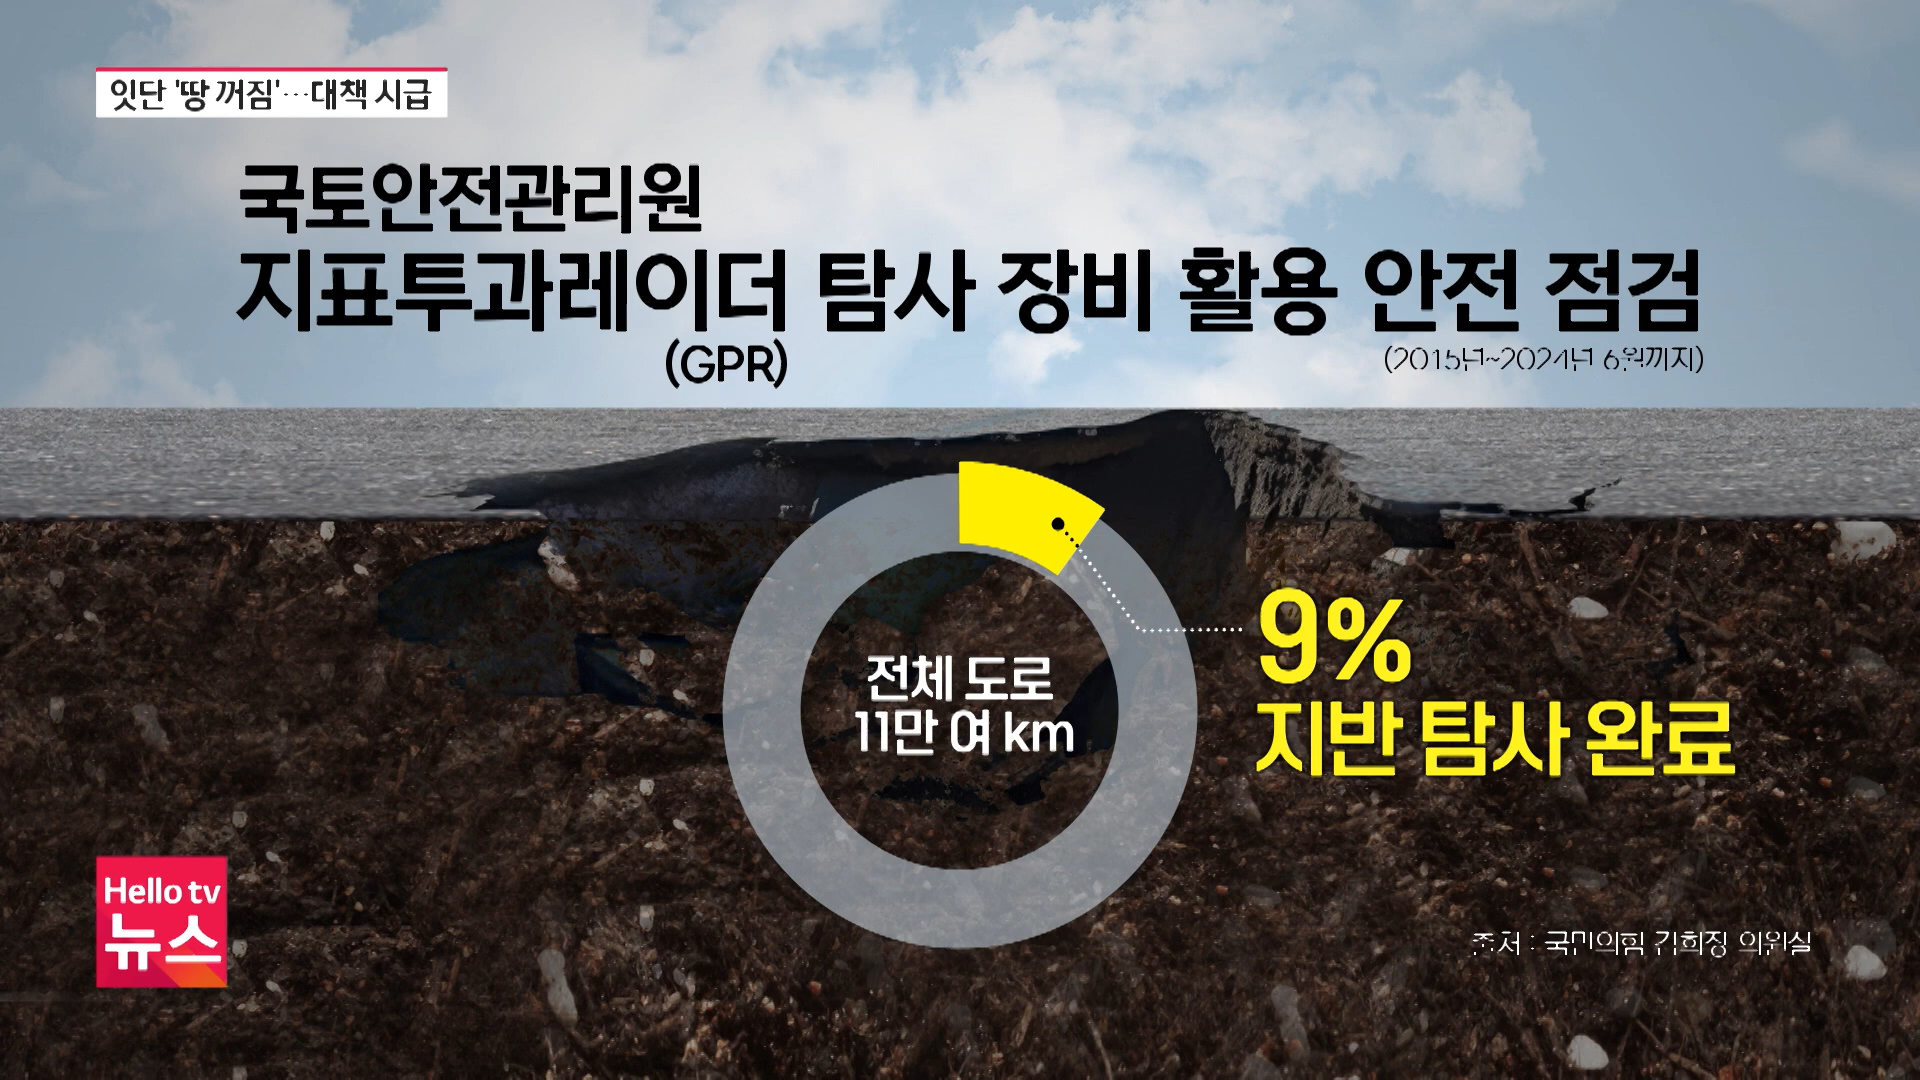 잇단 '땅 꺼짐'…대책 시급
국토안전관리원
지표투과레이더 탐사 장비 활용 안전 점검
(GPR)
(2015년~2024년 6월까지)
전체 도로
11만 여 km
9%
지반 탐사 완료
Hello tv
뉴스
출처 : 국민의힘 김희정 의원실